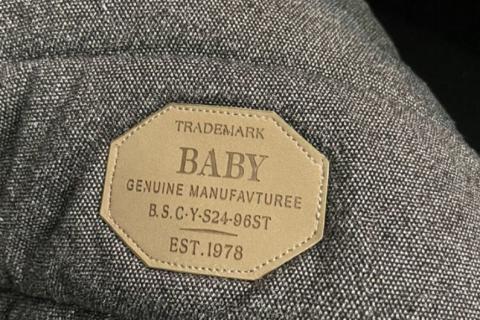 TRADEMARK
BABY
GENUINE MANUFAVTUREE
B.S.C·Y·S24-96ST
EST.1978